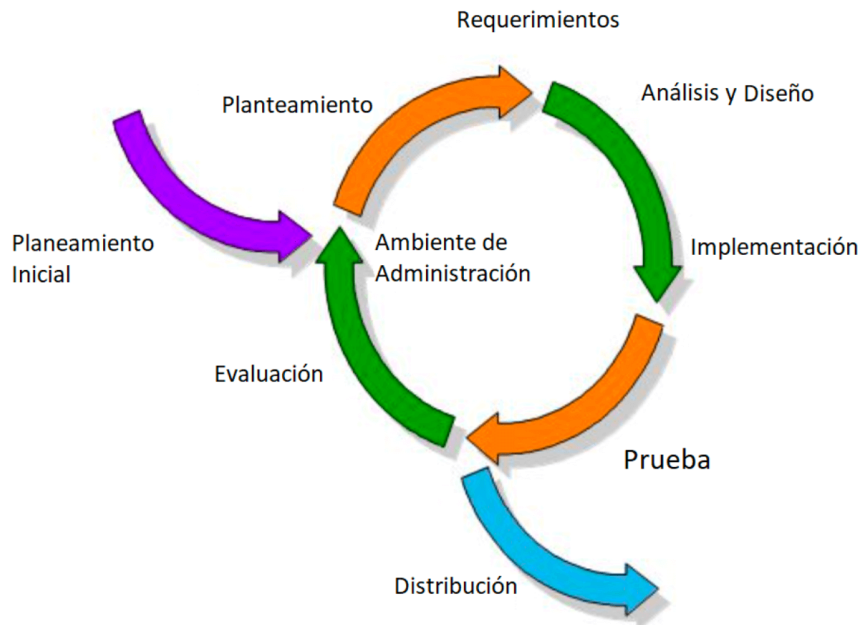 Requerimientos
Planteamiento
Análisis y Diseño
Planeamiento
Inicial
Ambiente de
Administración
Implementación
Evaluación
Prueba
Distribución